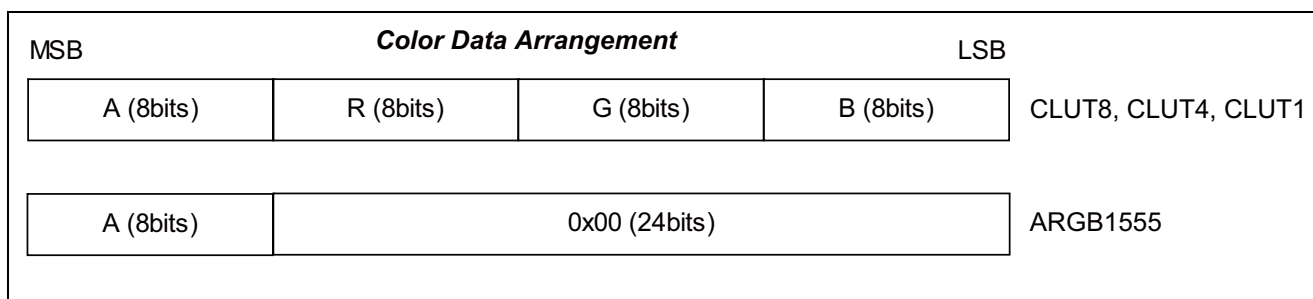 Color Data Arrangement
MSB LSB
A (8bits) R (8bits) G (8bits) B (8bits) CLUT8, CLUT4, CLUT1
A (8bits) 0x00 (24bits) ARGB1555